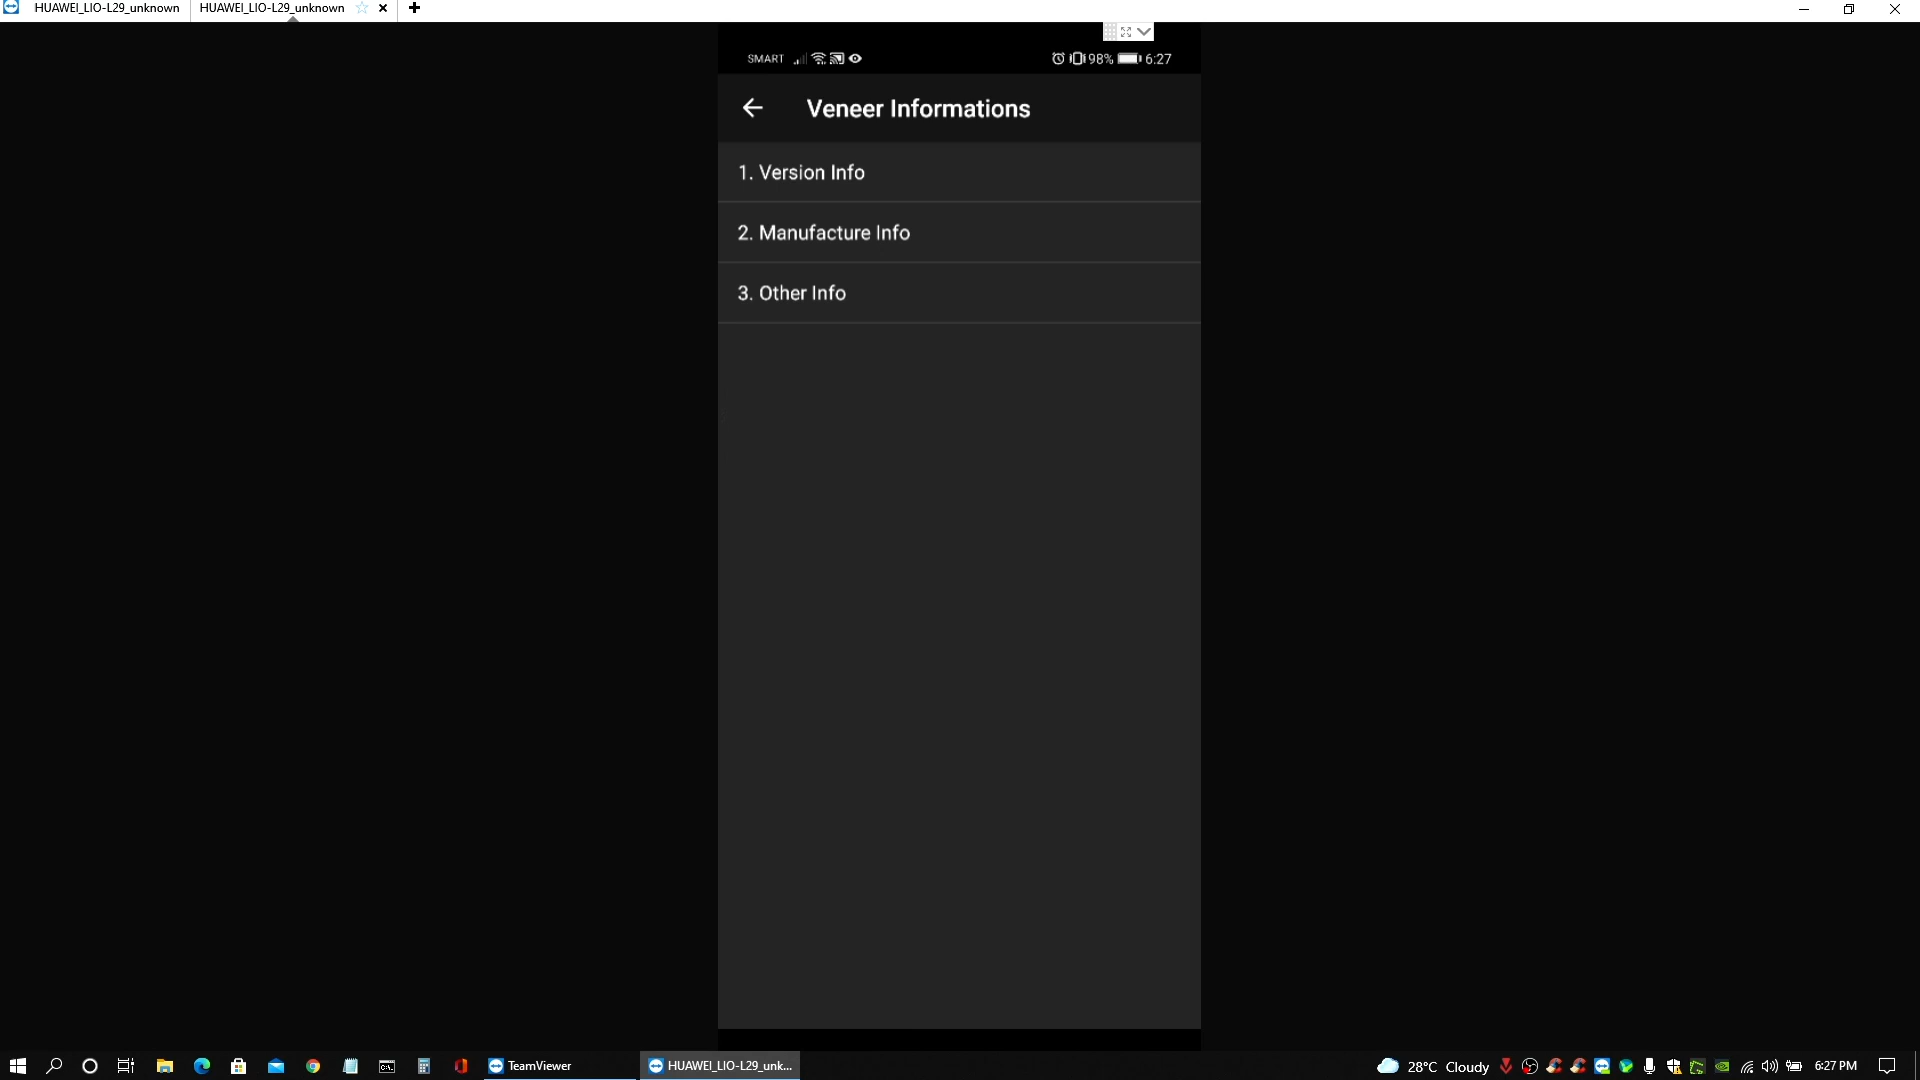 HUAWEI_LIO-L29_unknown HUAWEI_LIO-L29_unknown
SMART 98% 6:27
Veneer Informations
1. Version Info
2. Manufacture Info
3. Other Info
TeamViewer HUAWEI_LIO-L29_unk... 28°C Cloudy 6:27 PM